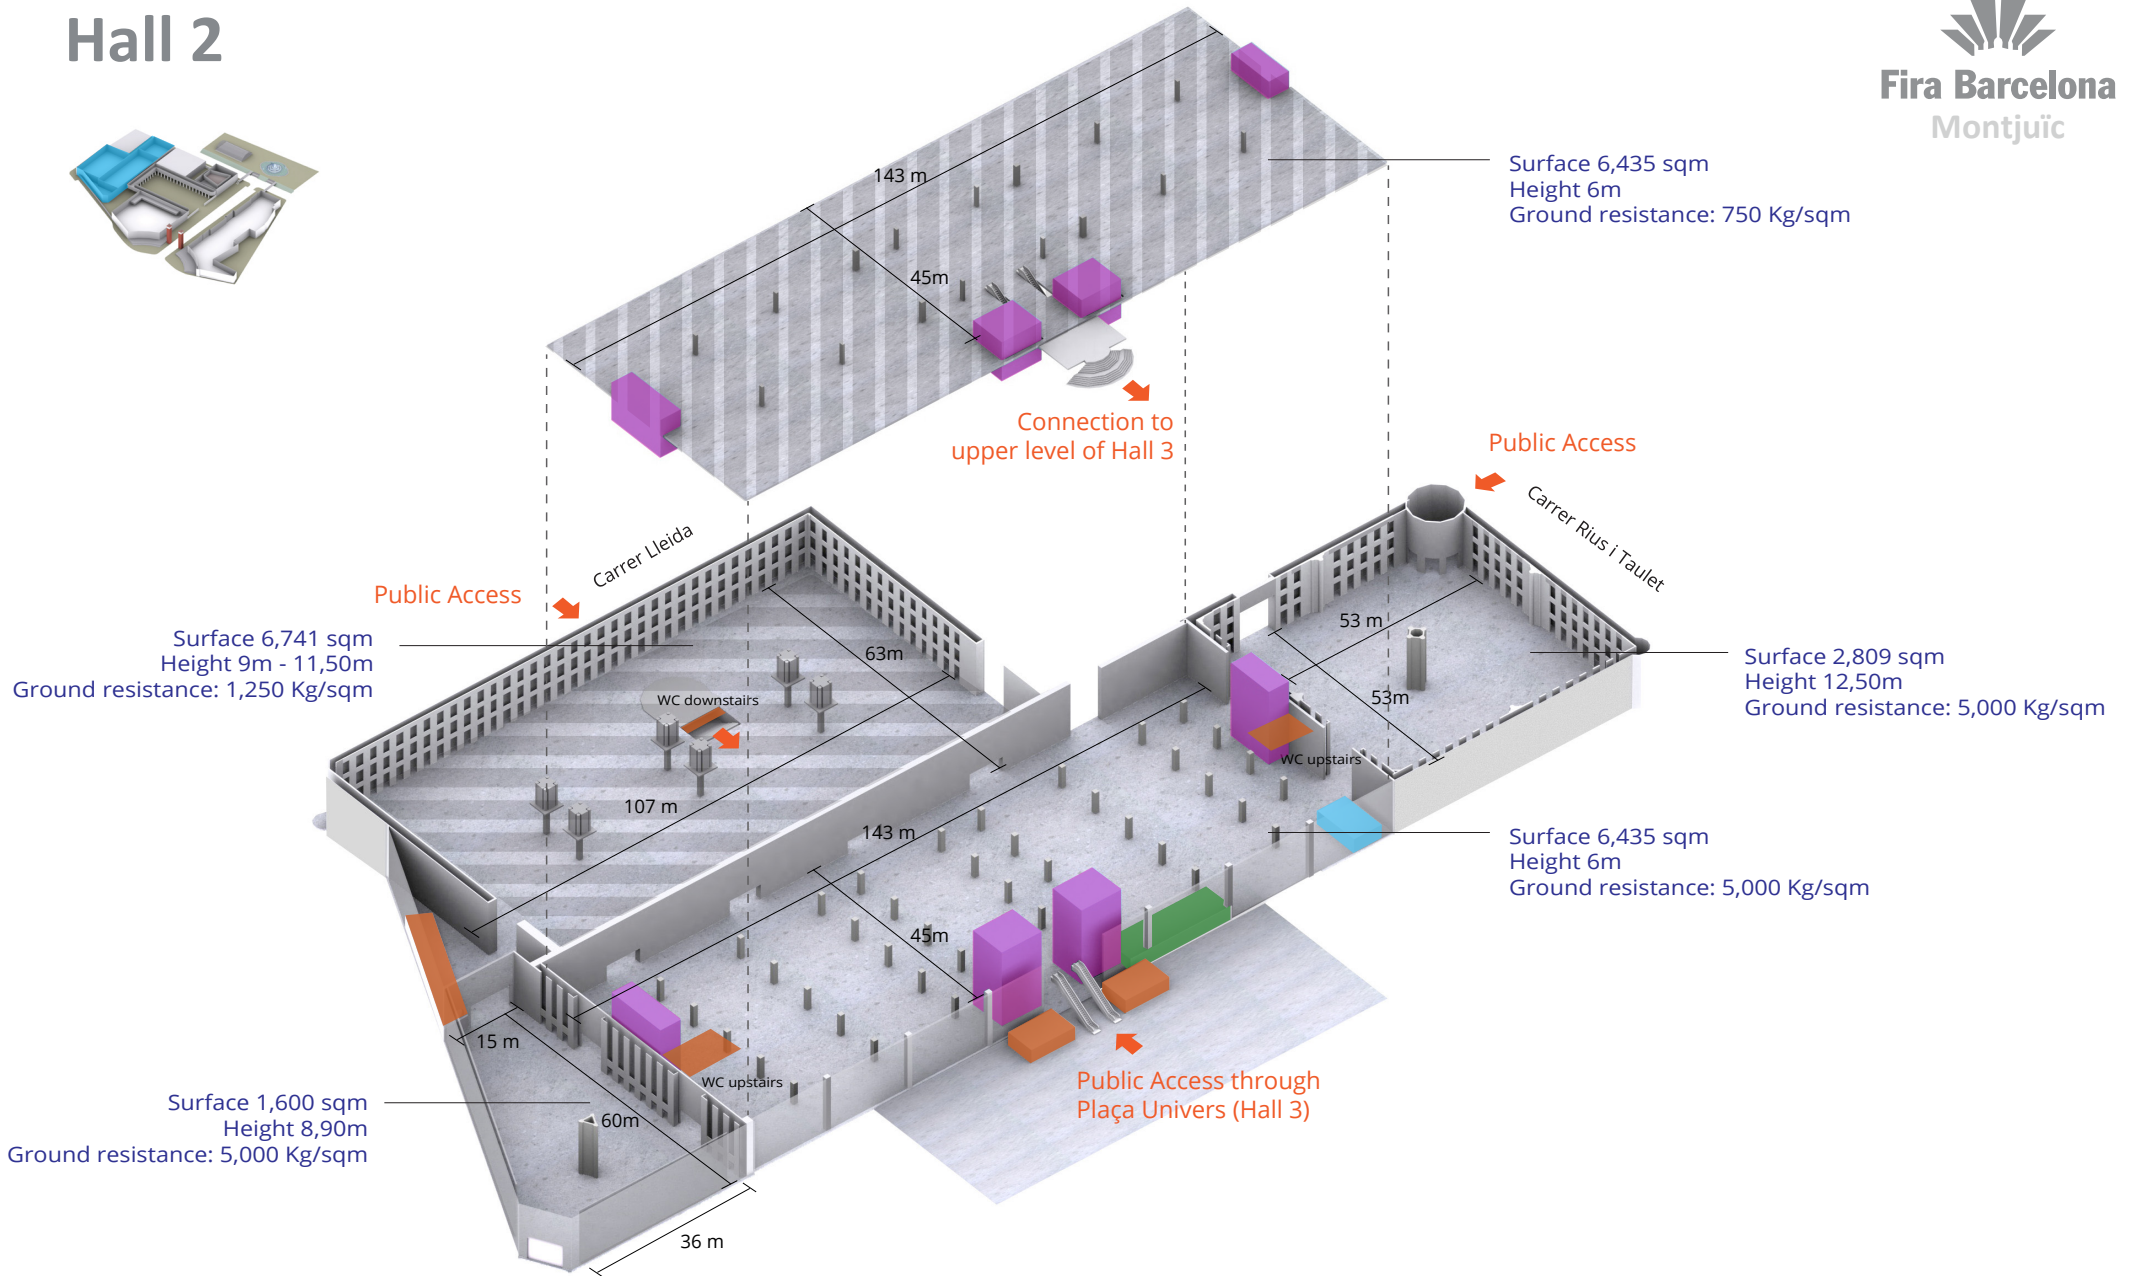 Hall 2
Fira Barcelona
Montjuïc
143 m
45m
Surface 6,435 sqm
Height 6m
Ground resistance: 750 Kg/sqm
Connection to
upper level of Hall 3
Public Access
Carrer Rius i Taulet
Carrer Lleida
Public Access
Surface 6,741 sqm
Height 9m - 11,50m
Ground resistance: 1,250 Kg/sqm
63m
WC downstairs
107 m
53 m
53m
Surface 2,809 sqm
Height 12,50m
Ground resistance: 5,000 Kg/sqm
WC upstairs
143 m
45m
Surface 6,435 sqm
Height 6m
Ground resistance: 5,000 Kg/sqm
15 m
WC upstairs
60m
Surface 1,600 sqm
Height 8,90m
Ground resistance: 5,000 Kg/sqm
Public Access through
Plaça Univers (Hall 3)
36 m